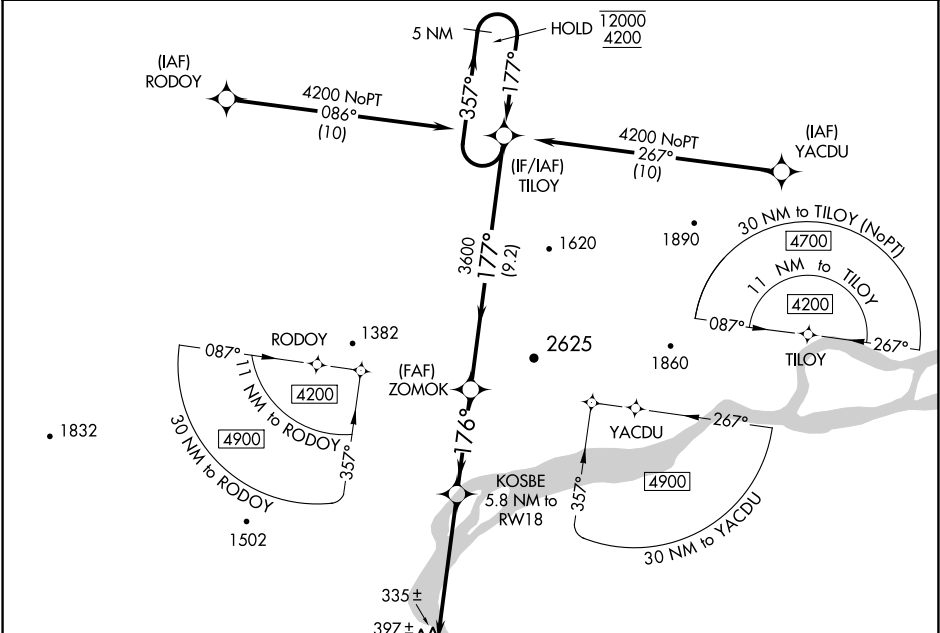 5 NM
HOLD
12000
4200
177°
357°
(IAF)
RODOY
4200 NoPT
086°
(10)
4200 NoPT
267°
(10)
(IAF)
YACDU
(IF/IAF)
TILOY
3600
177°
(9.2)
1620
1890
30 NM to TILOY (NoPT)
4700
11 NM to TILOY
4200
087°
267°
TILOY
RODOY
1382
087°
11 NM to RODOY
4200
4900
30 NM to RODOY
357°
(FAF)
ZOMOK
2625
1860
1832
176°
YACDU
267°
357°
4900
30 NM to YACDU
KOSBE
5.8 NM to
RW18
1502
335±
397±